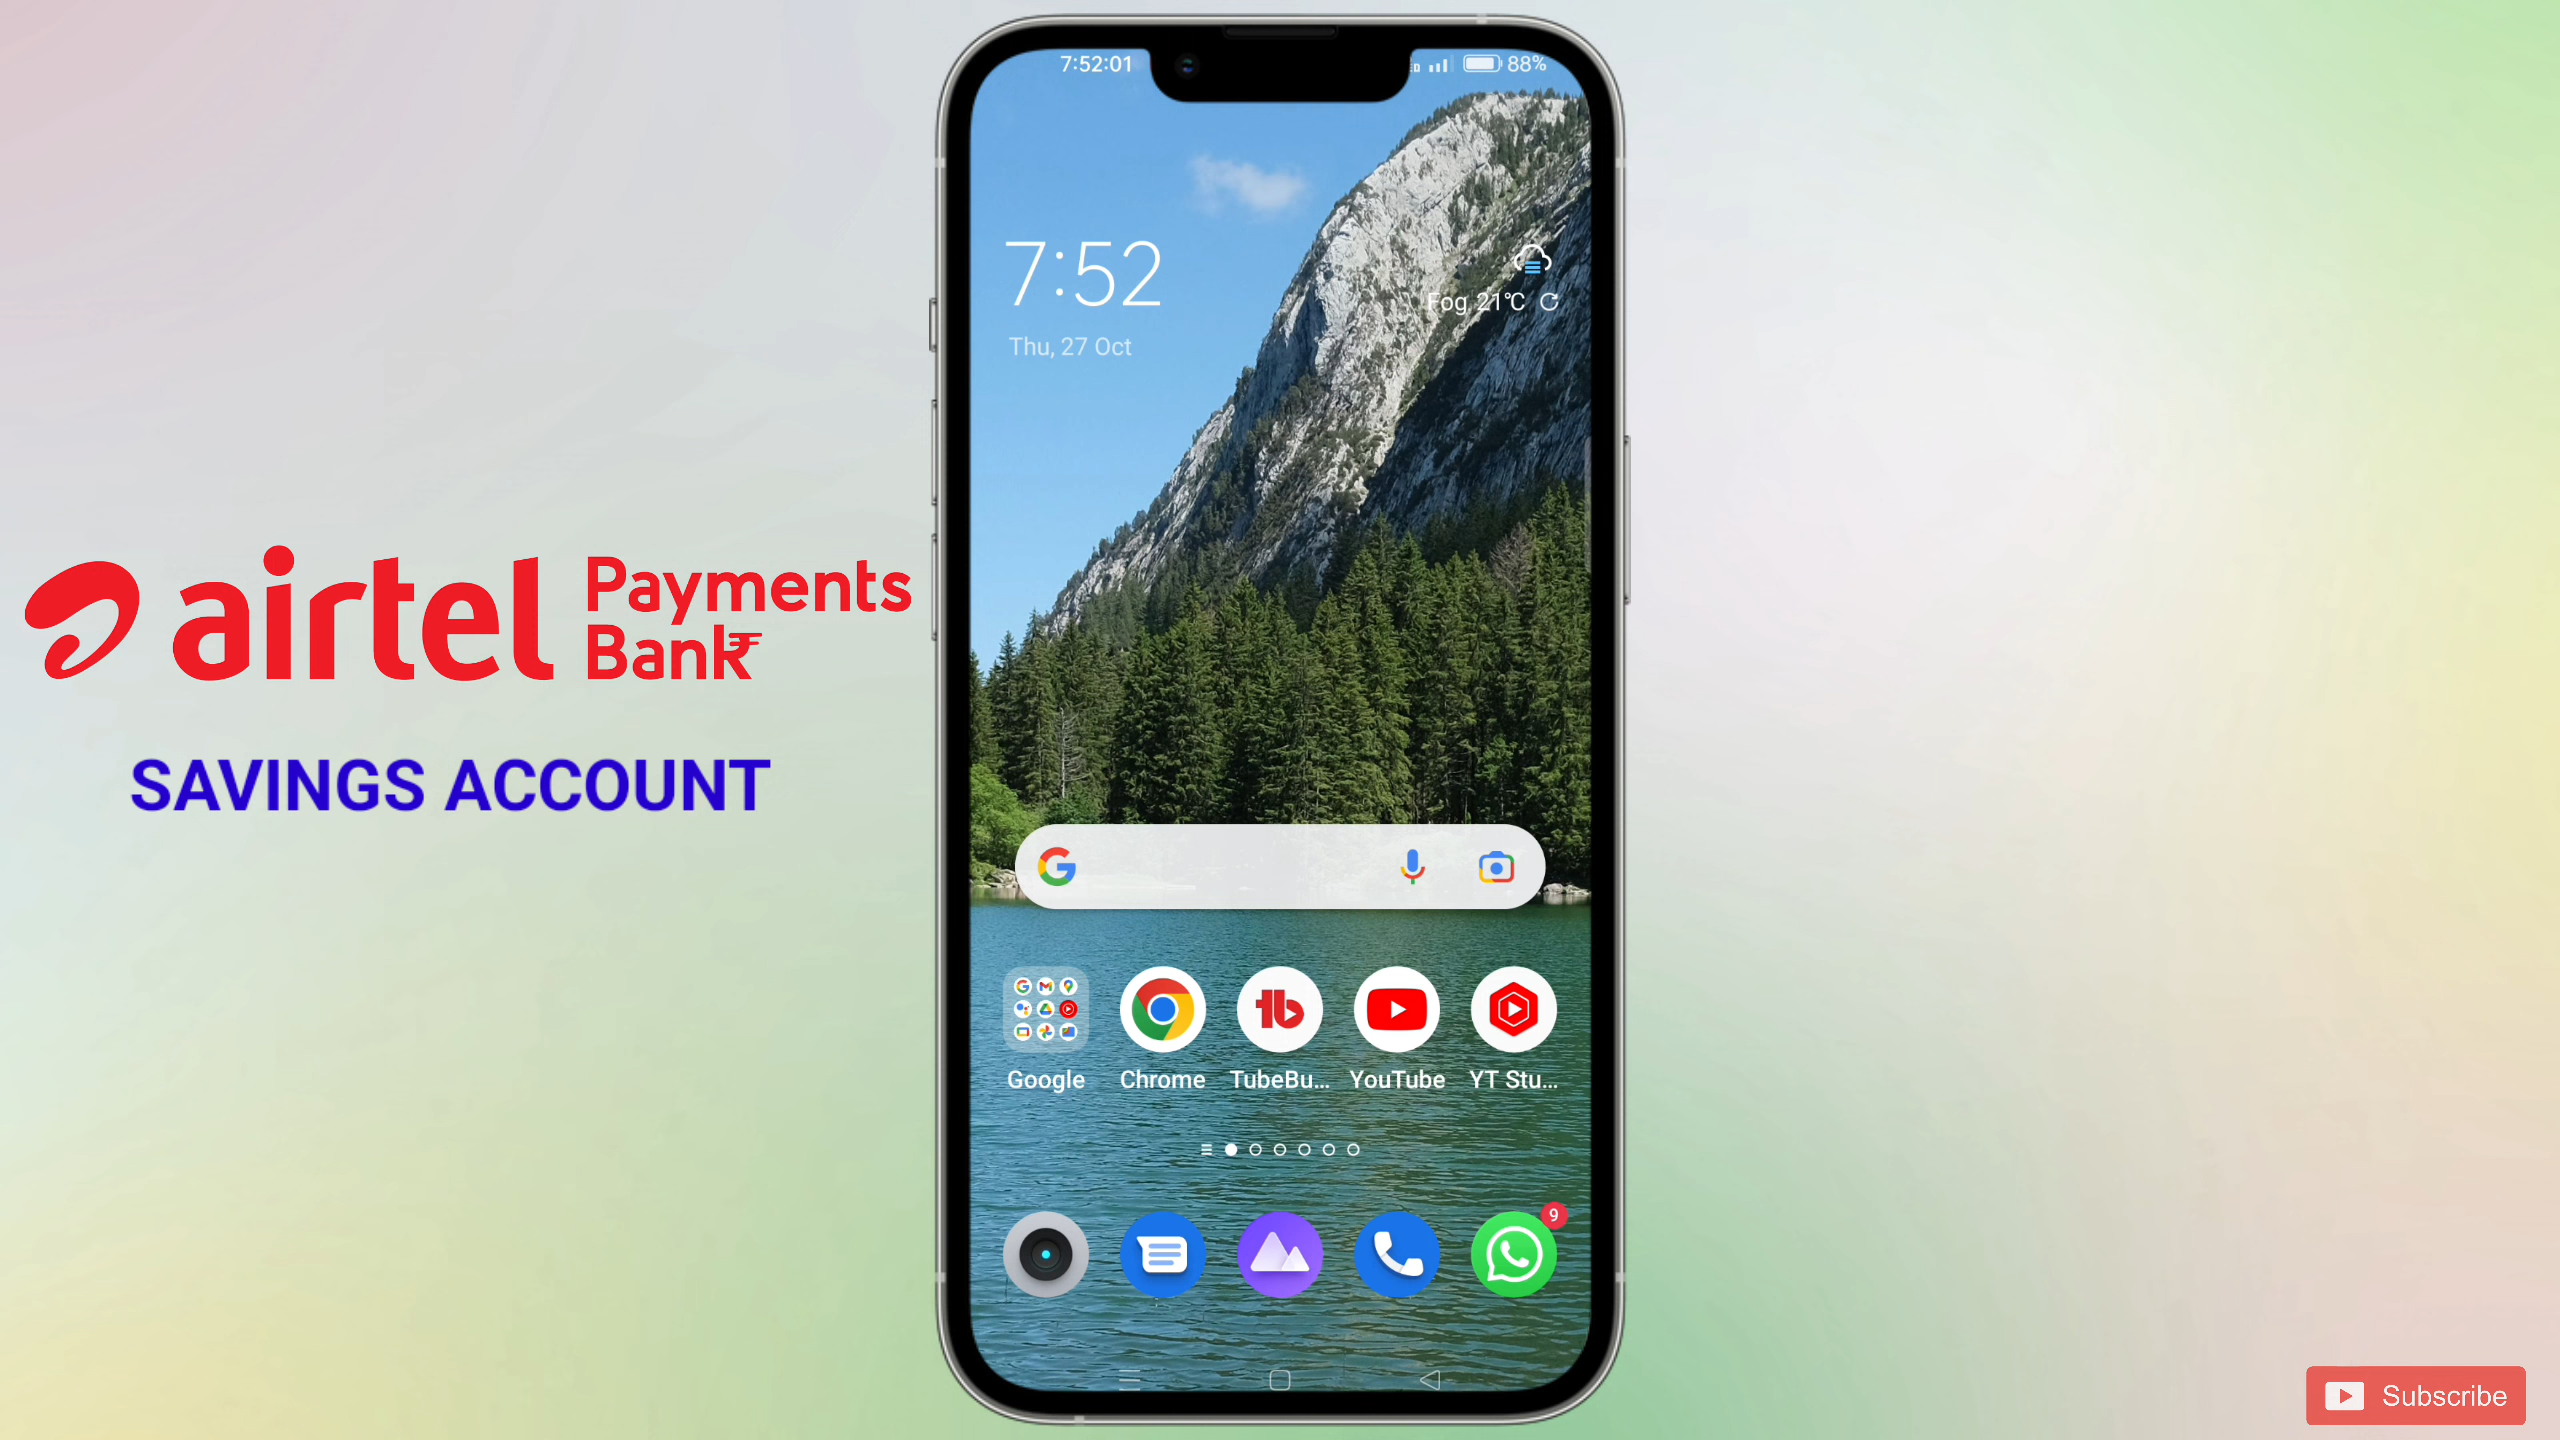 airtel Payments
Bank
SAVINGS ACCOUNT
7:52:01
88%
7:52
Thu, 27 Oct
Fog 21°C
Google
Chrome
TubeBu...
YouTube
YT Stu...
9
Subscribe